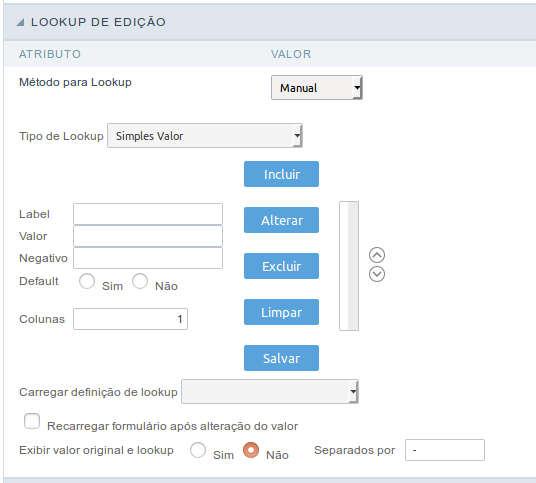 LOOKUP DE EDIÇÃO
ATRIBUTO VALOR
Método para Lookup Manual
Tipo de Lookup Simples Valor
Incluir
Label
Alterar
Valor
Negativo
Excluir
Default Sim Não
Colunas 1
Limpar
Salvar
Carregar definição de lookup
Recarregar formulário após alteração do valor
Exibir valor original e lookup Sim Não Separados por -